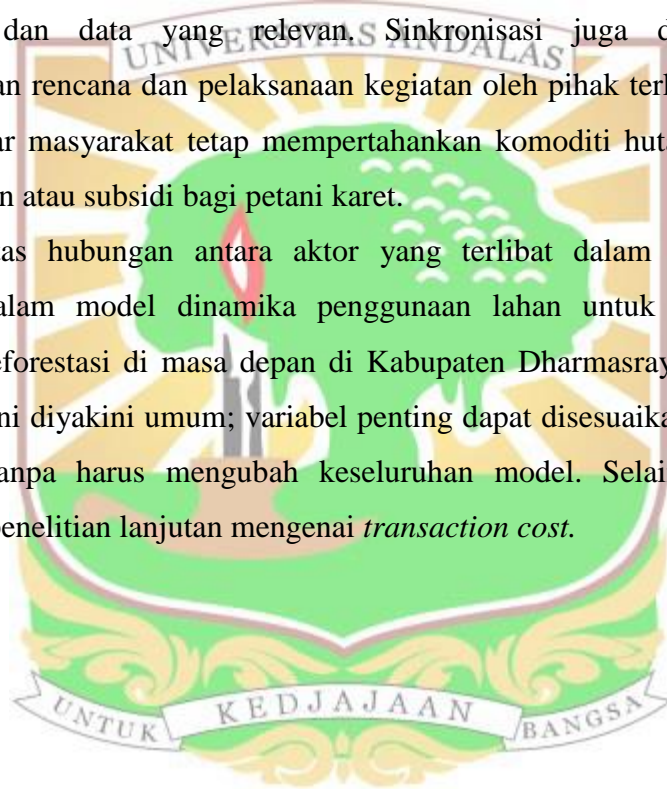 dan data yang relevan. Sinkronisasi juga d
UNIVERSITAS ANDALAS
an rencana dan pelaksanaan kegiatan oleh pihak terl
ar masyarakat tetap mempertahankan komoditi huta
n atau subsidi bagi petani karet.
as hubungan antara aktor yang terlibat dalam
alam model dinamika penggunaan lahan untuk
eforestasi di masa depan di Kabupaten Dharmasray
ni diyakini umum; variabel penting dapat disesuaika
anpa harus mengubah keseluruhan model. Selai
penelitian lanjutan mengenai transaction cost.
UNTUK KEDJAJAAN BANGSA